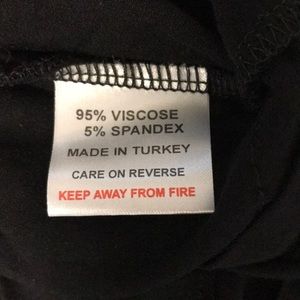 95% VISCOSE
5% SPANDEX
MADE IN TURKEY
CARE ON REVERSE
KEEP AWAY FROM FIRE